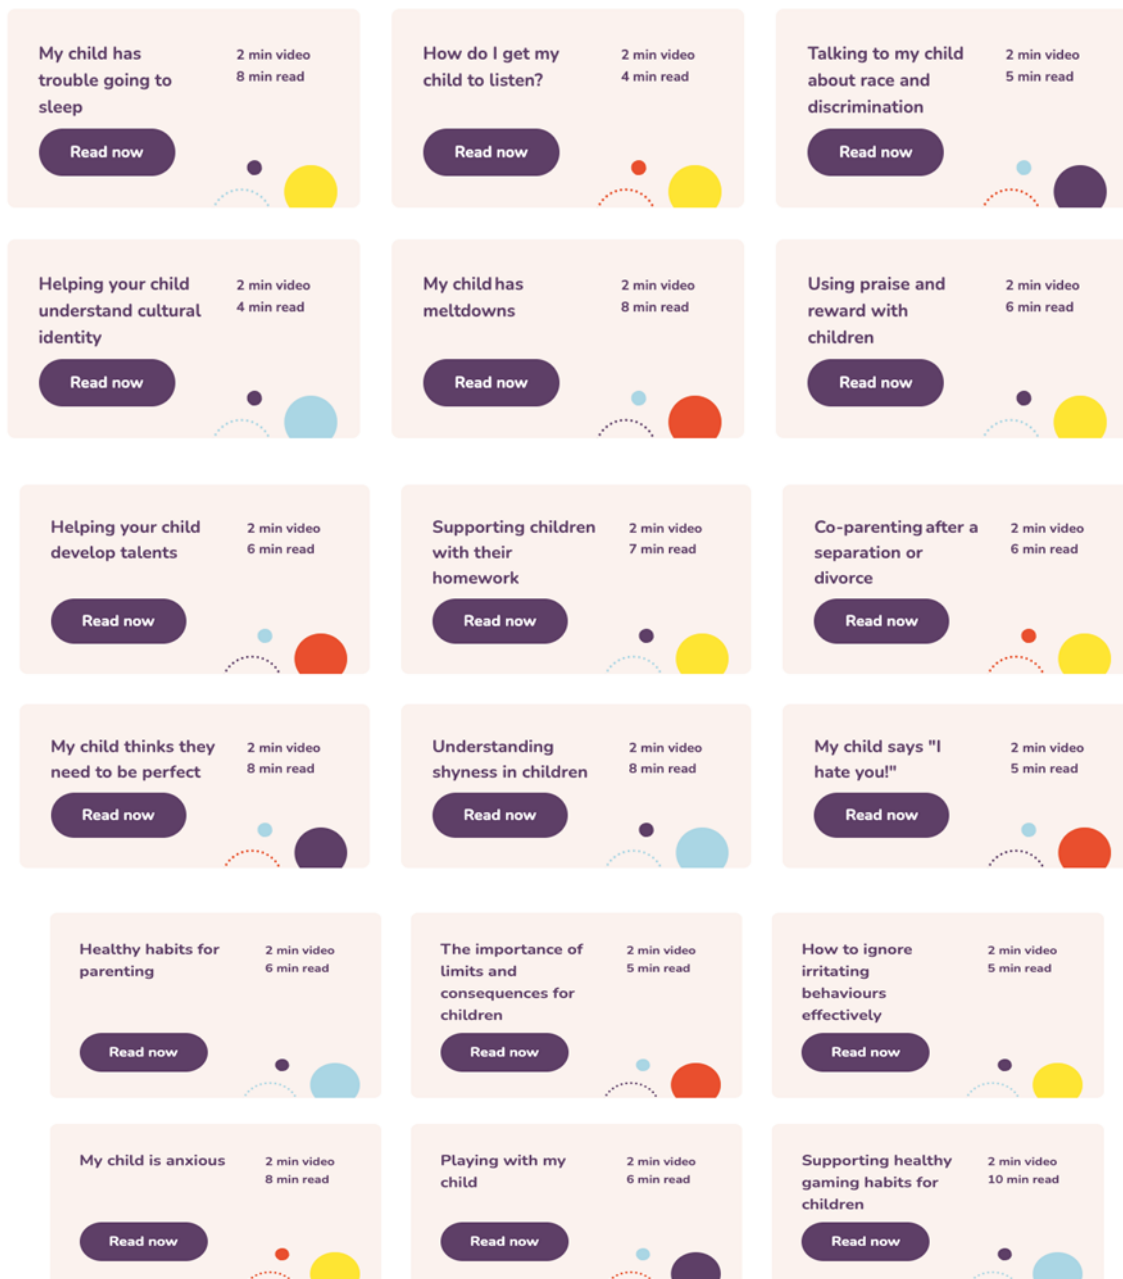 My child has
trouble going to
sleep
2 min video
8 min read
Read now
How do I get my
child to listen?
2 min video
4 min read
Read now
Talking to my child
about race and
discrimination
2 min video
5 min read
Read now
Helping your child
understand cultural
identity
2 min video
4 min read
Read now
My child has
meltdowns
2 min video
8 min read
Read now
Using praise and
reward with
children
2 min video
6 min read
Read now
Helping your child
develop talents
2 min video
6 min read
Read now
Supporting children
with their
homework
2 min video
7 min read
Read now
Co-parenting after a
separation or
divorce
2 min video
6 min read
Read now
My child thinks they
need to be perfect
2 min video
8 min read
Read now
Understanding
shyness in children
2 min video
8 min read
Read now
My child says "I
hate you!"
2 min video
5 min read
Read now
Healthy habits for
parenting
2 min video
6 min read
Read now
The importance of
limits and
consequences for
children
2 min video
5 min read
Read now
How to ignore
irritating
behaviours
effectively
2 min video
5 min read
Read now
My child is anxious
2 min video
8 min read
Read now
Playing with my
child
2 min video
6 min read
Read now
Supporting healthy
gaming habits for
children
2 min video
10 min read
Read now